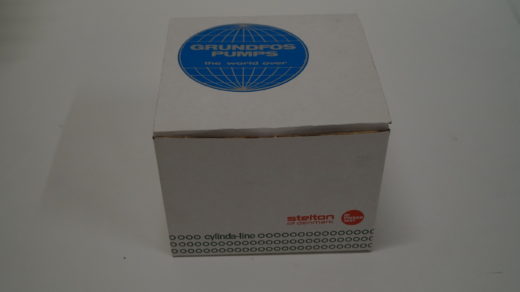 GRUNDFOS
PUMPS
the world over
stelton
of denmark
cylinda-line